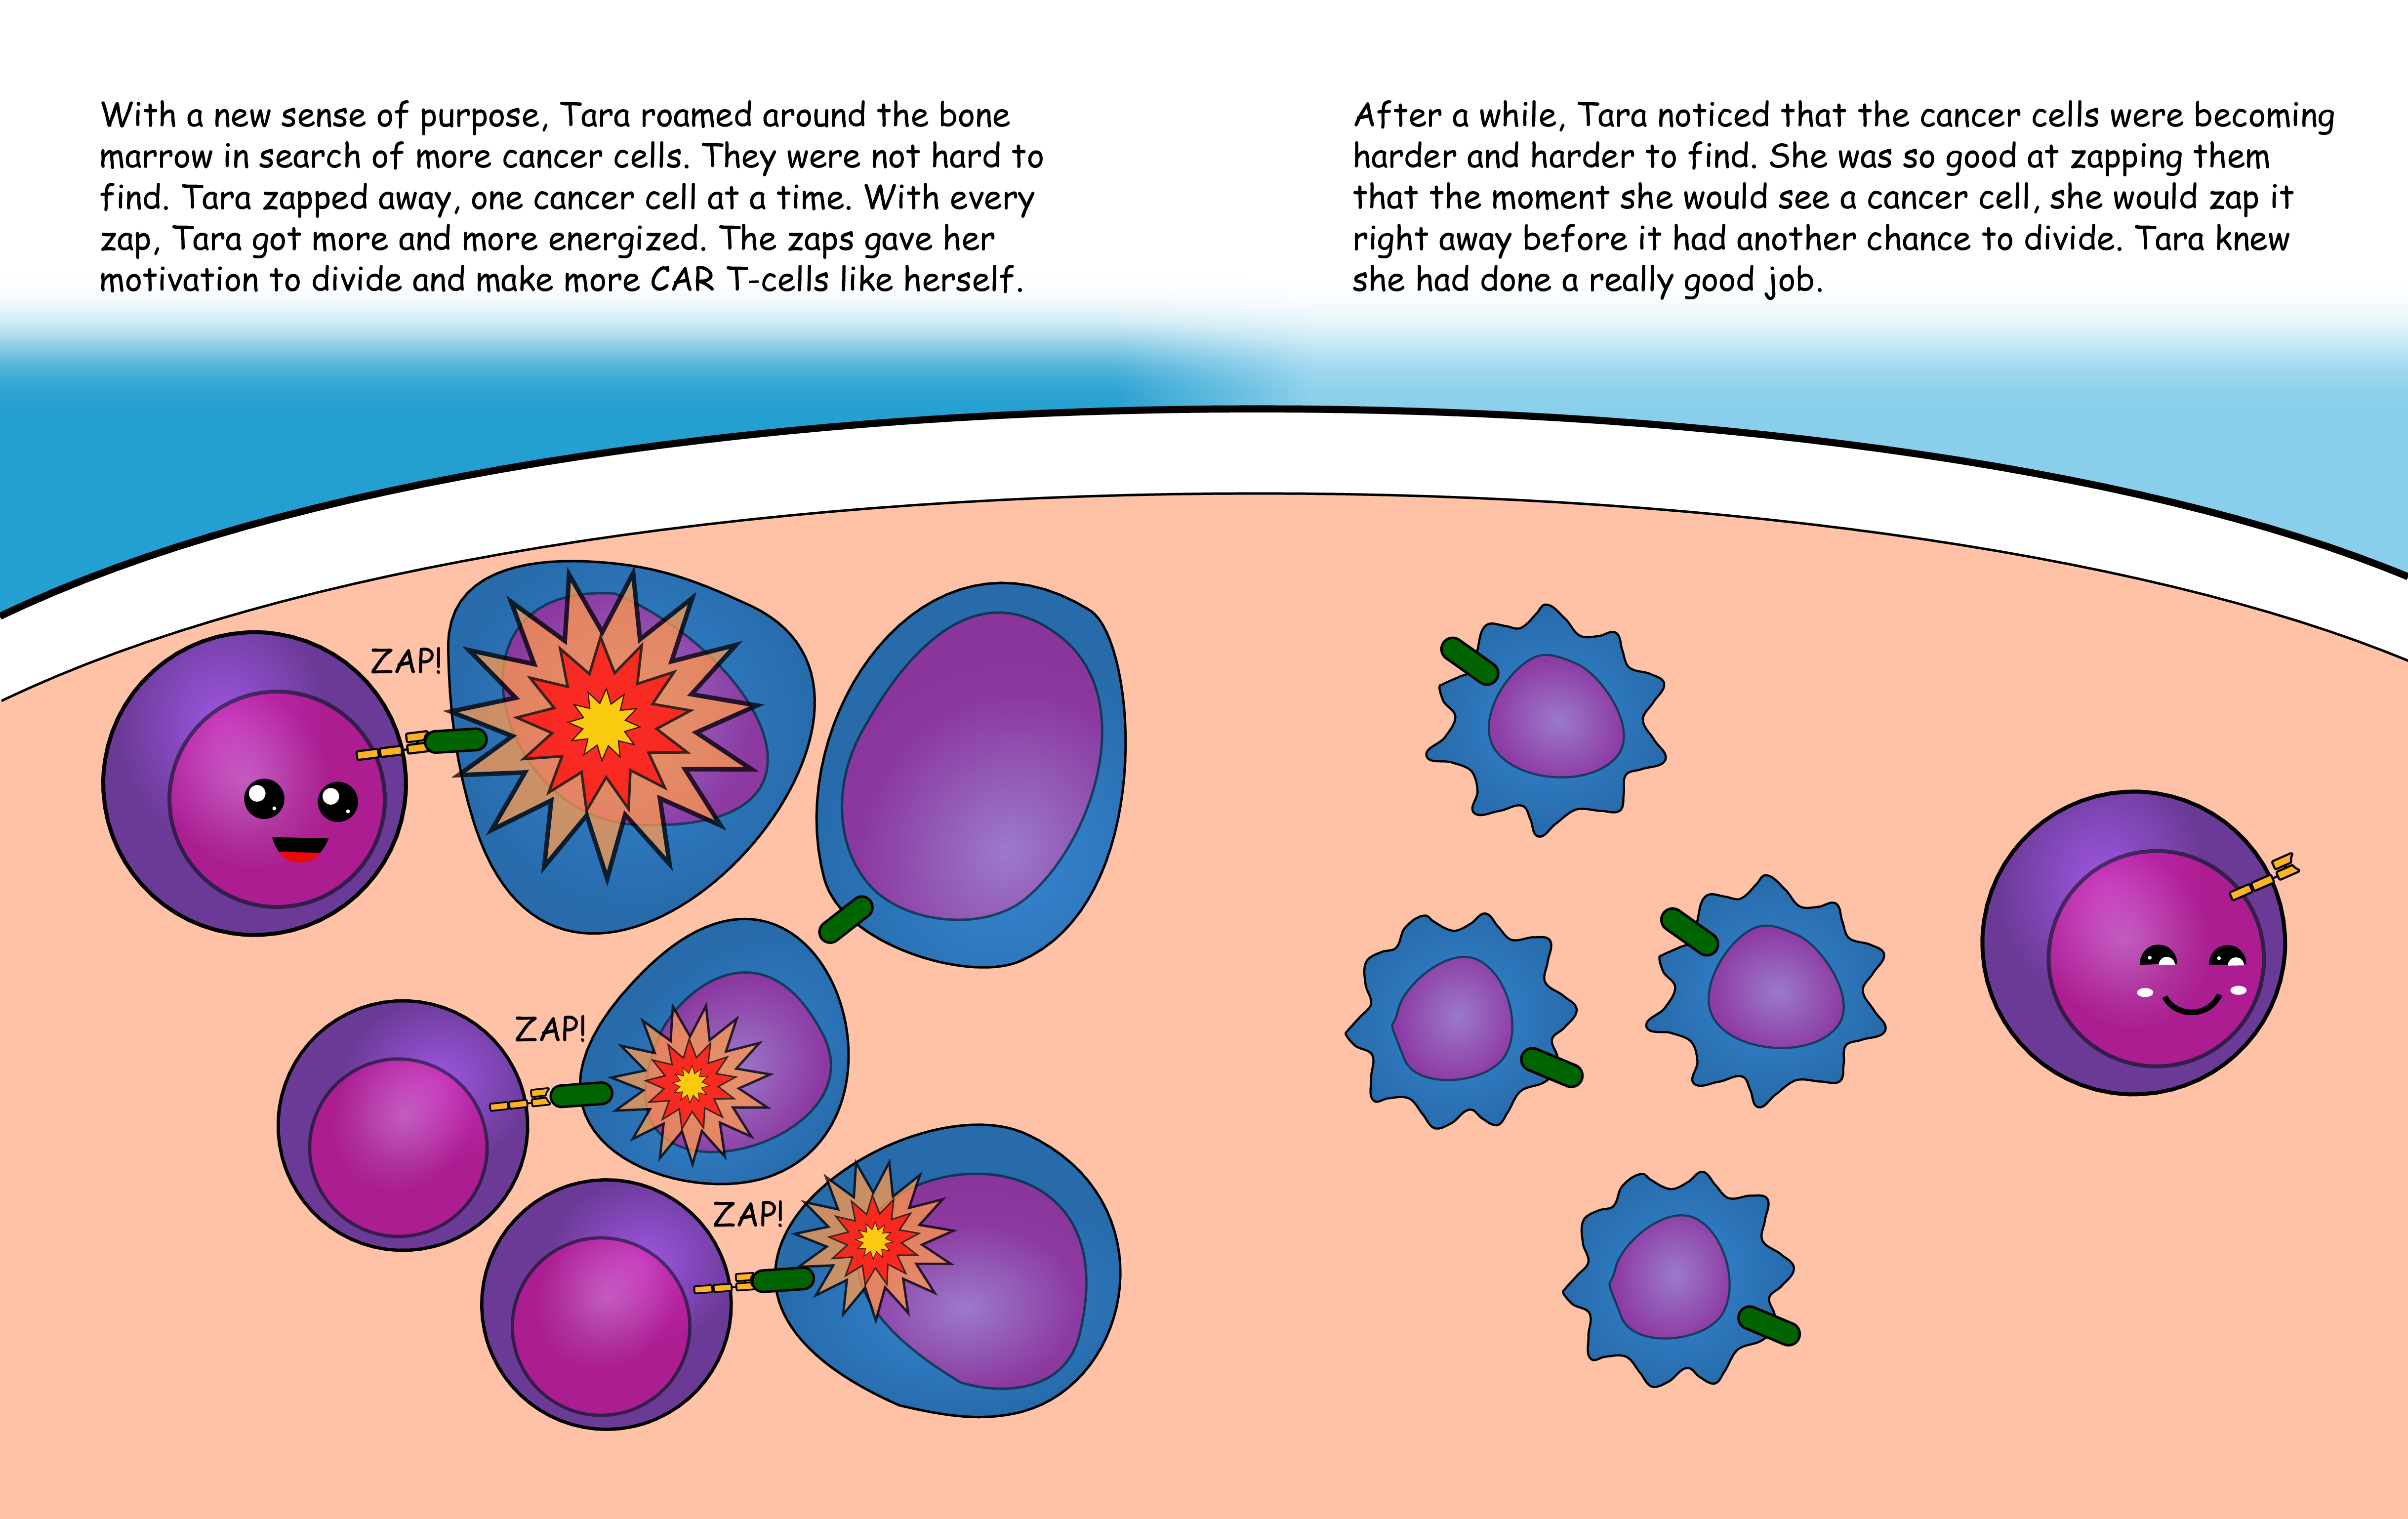 With a new sense of purpose, Tara roamed around the bone
marrow in search of more cancer cells. They were not hard to
find. Tara zapped away, one cancer cell at a time. With every
zap, Tara got more and more energized. The zaps gave her
motivation to divide and make more CAR T-cells like herself.
After a while, Tara noticed that the cancer cells were becoming
harder and harder to find. She was so good at zapping them
that the moment she would see a cancer cell, she would zap it
right away before it had another chance to divide. Tara knew
she had done a really good job.
ZAP!
ZAP!
ZAP!